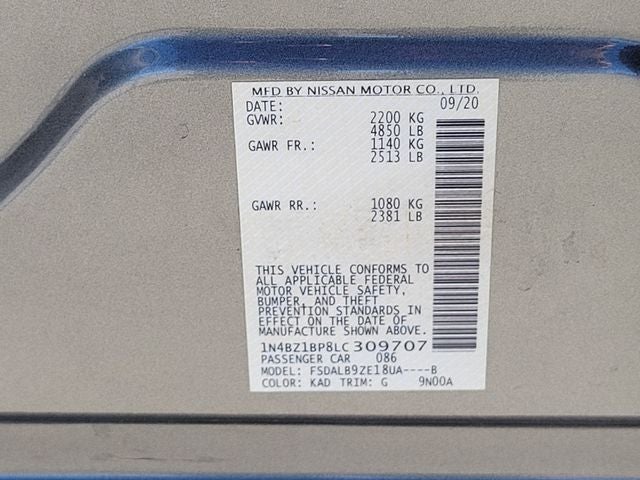 MFD BY NISSAN MOTOR CO., LTD.
DATE: 09/20
GVWR: 2200 KG
4850 LB
GAWR FR.: 1140 KG
2513 LB
GAWR RR.: 1080 KG
2381 LB
THIS VEHICLE CONFORMS TO
ALL APPLICABLE FEDERAL
MOTOR VEHICLE SAFETY,
BUMPER, AND THEFT
PREVENTION STANDARDS IN
EFFECT ON THE DATE OF
MANUFACTURE SHOWN ABOVE.
1N4BZ1BP8LC309707
PASSENGER CAR 086
MODEL: FSDALB9ZE18UA----B
COLOR: KAD TRIM: G 9N00A